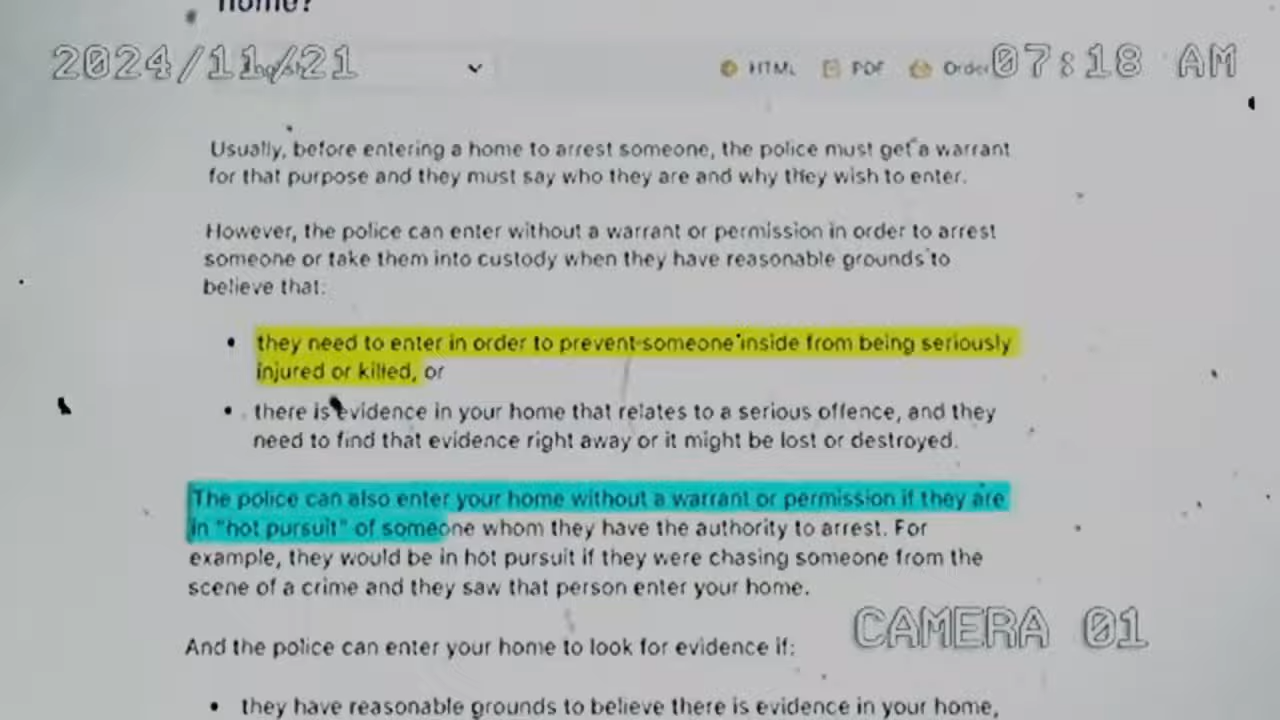 home?
2024/11/21
07:18 AM
HTML PDF Order
Usually, before entering a home to arrest someone, the police must get a warrant
for that purpose and they must say who they are and why they wish to enter.
However, the police can enter without a warrant or permission in order to arrest
someone or take them into custody when they have reasonable grounds to
believe that:
• they need to enter in order to prevent someone inside from being seriously
injured or killed, or
• there is evidence in your home that relates to a serious offence, and they
need to find that evidence right away or it might be lost or destroyed.
The police can also enter your home without a warrant or permission if they are
in "hot pursuit" of someone whom they have the authority to arrest. For
example, they would be in hot pursuit if they were chasing someone from the
scene of a crime and they saw that person enter your home.
CAMERA 01
And the police can enter your home to look for evidence if:
• they have reasonable grounds to believe there is evidence in your home,